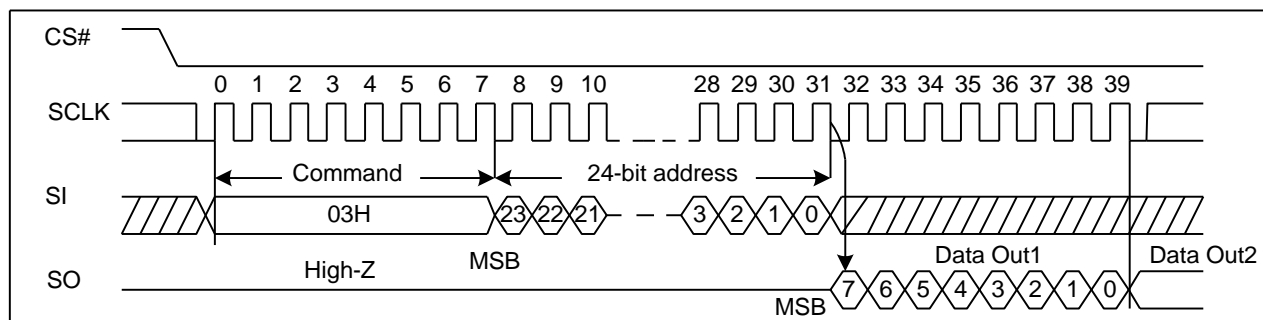 CS#
0 1 2 3 4 5 6 7 8 9 10 28 29 30 31 32 33 34 35 36 37 38 39
SCLK
Command 24-bit address
SI
03H 23 22 21 3 2 1 0
High-Z MSB Data Out1 Data Out2
SO
MSB 7 6 5 4 3 2 1 0